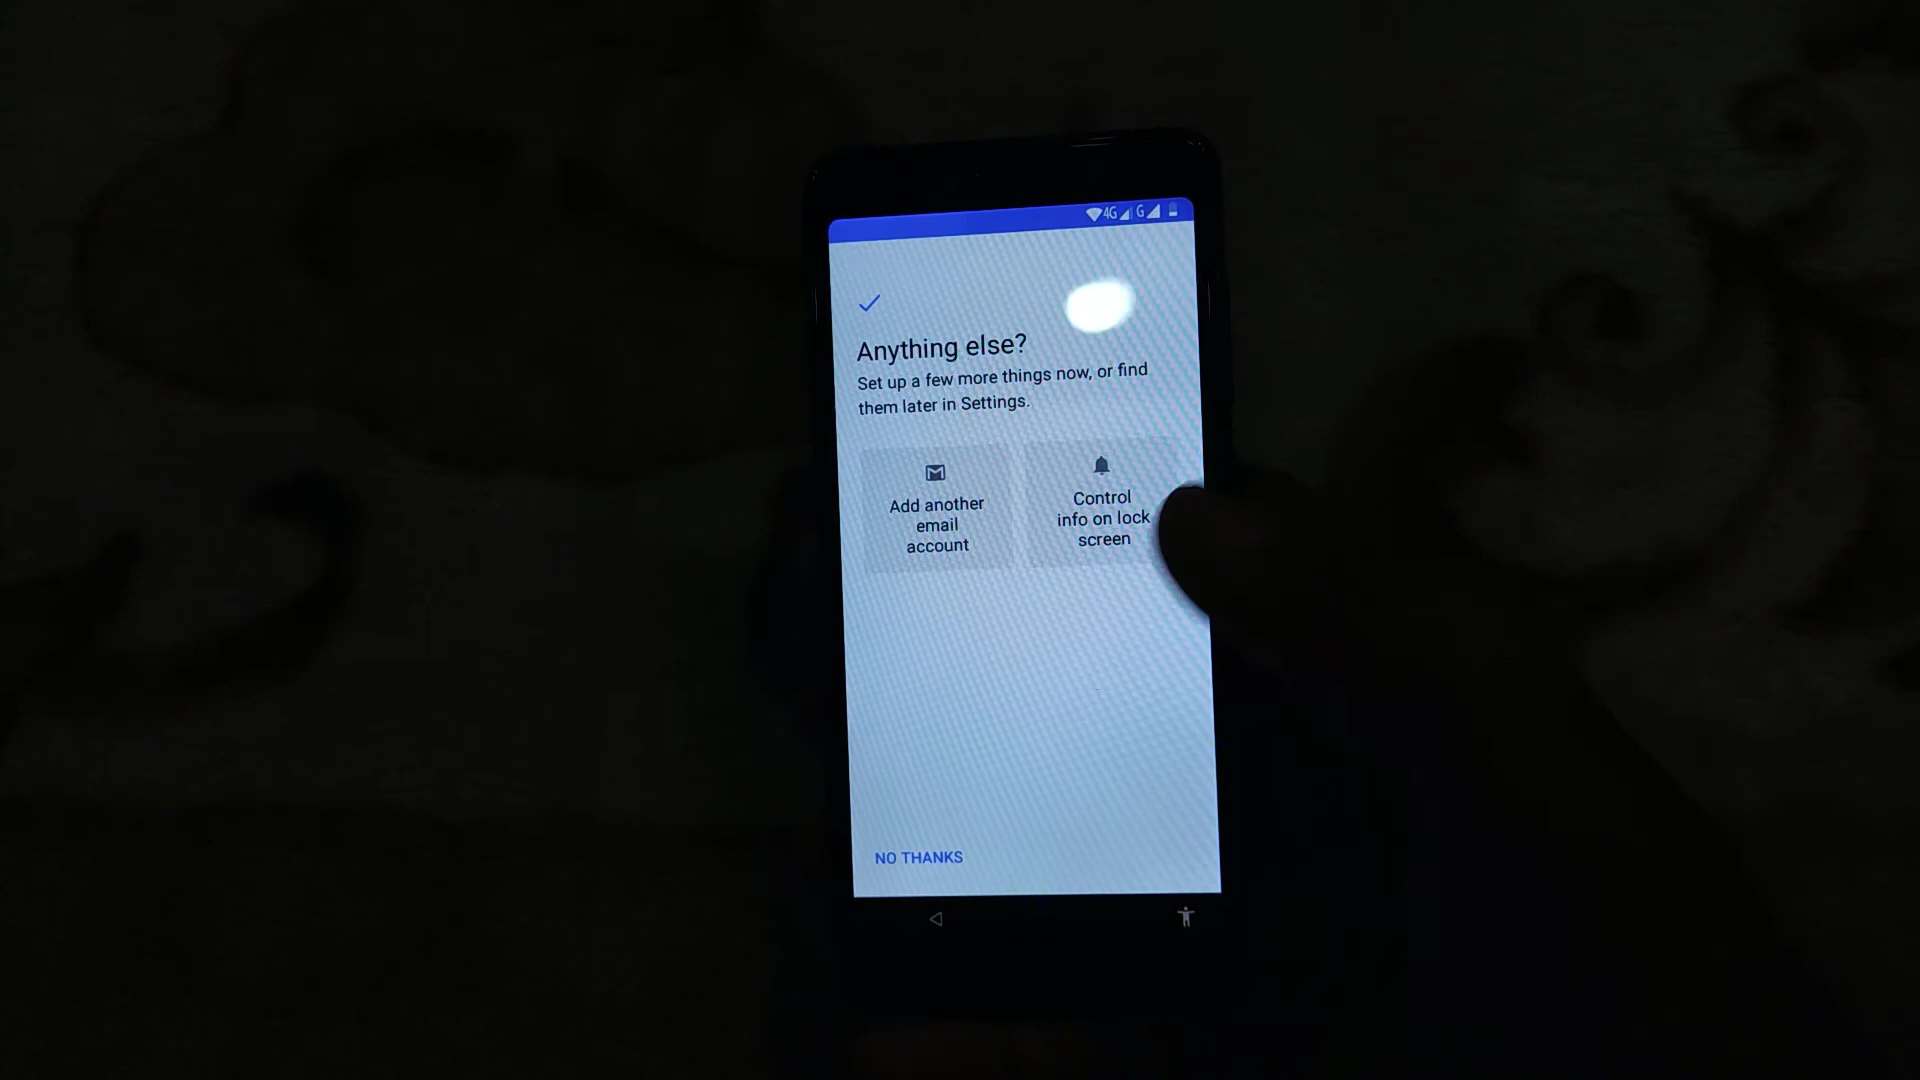 4G G
Anything else?
Set up a few more things now, or find
them later in Settings.
Add another
email
account
Control
info on lock
screen
NO THANKS